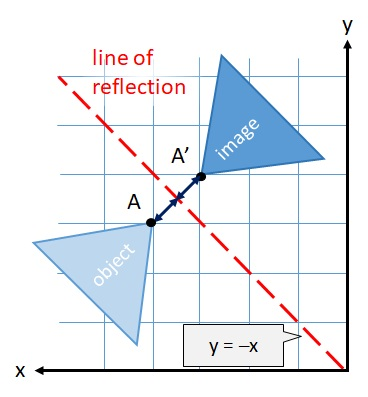 y
line of
reflection
A’
image
A
object
y = –x
x